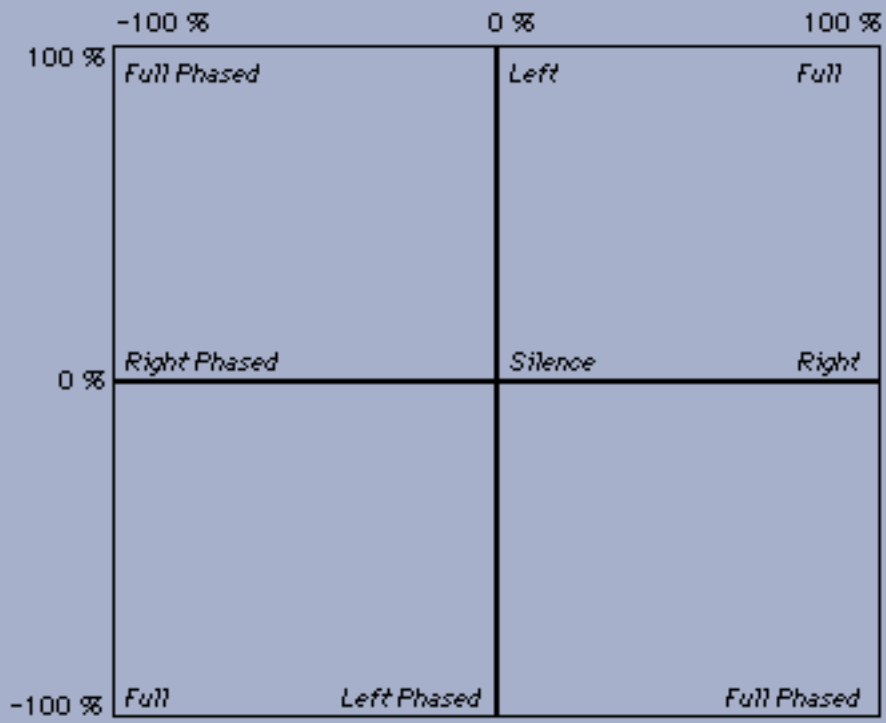 -100 % 0 % 100 %
100 %
Full Phased Left Full
Right Phased Silence Right
0 %
-100 % Full Left Phased Full Phased